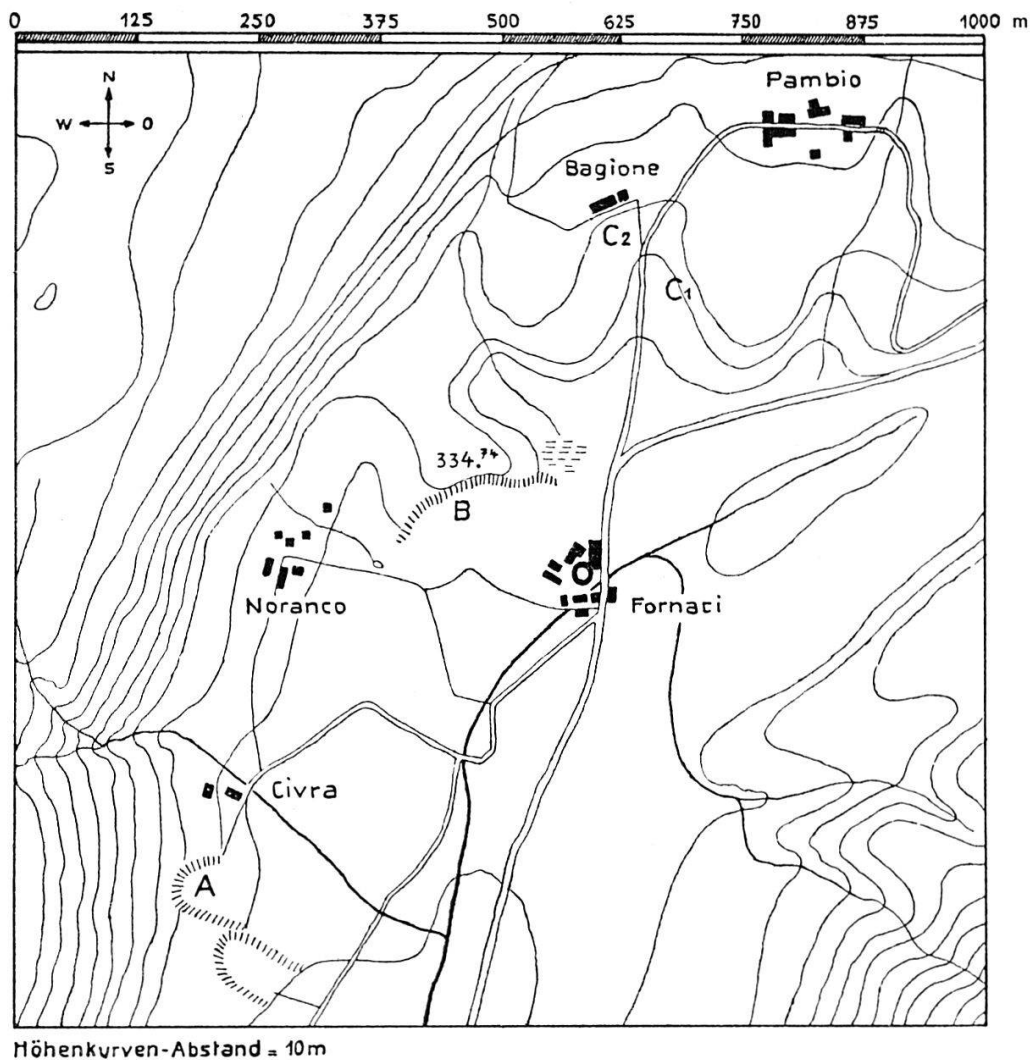 0 125 250 375 500 625 750 875 1000 m
Pambio
N
W O
S
Bagione
C2
C1
334.74
B
O
Noranco
Fornaci
Civra
A
Höhenkurven-Abstand = 10m